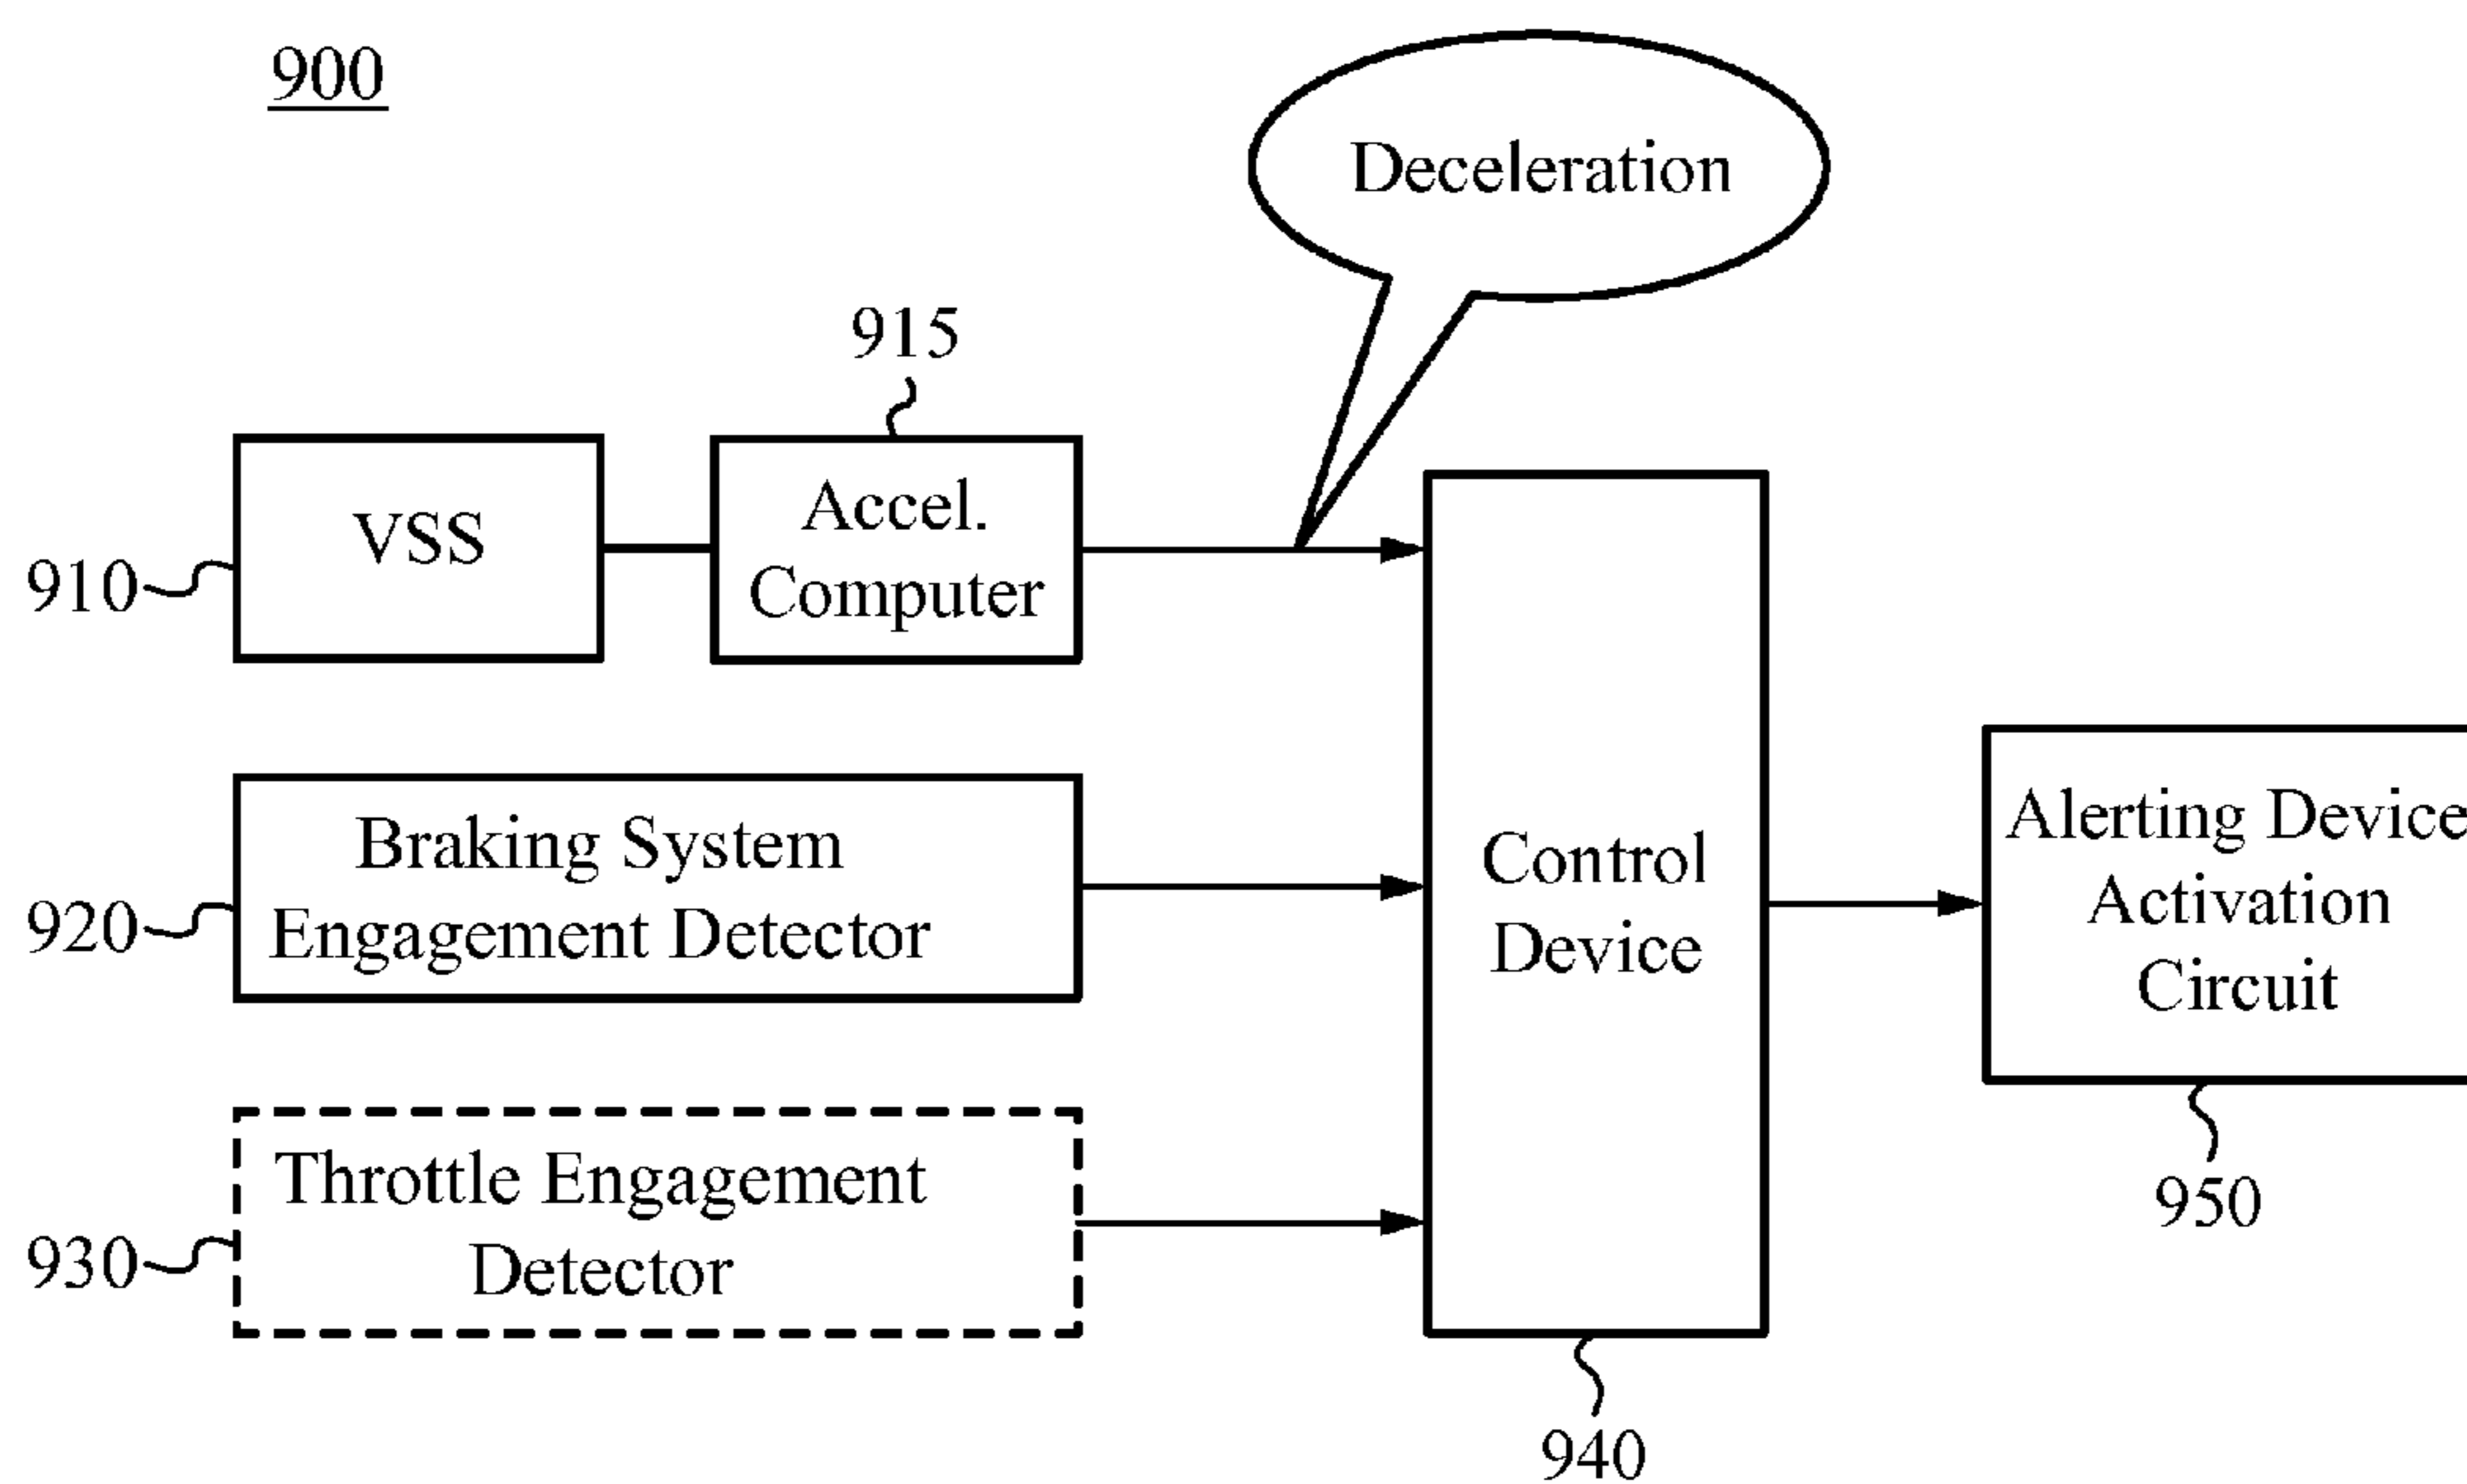 900
Deceleration
915
VSS
Accel.
Computer
910
Braking System
Engagement Detector
920
Throttle Engagement
Detector
930
Control
Device
940
Alerting Device
Activation
Circuit
950